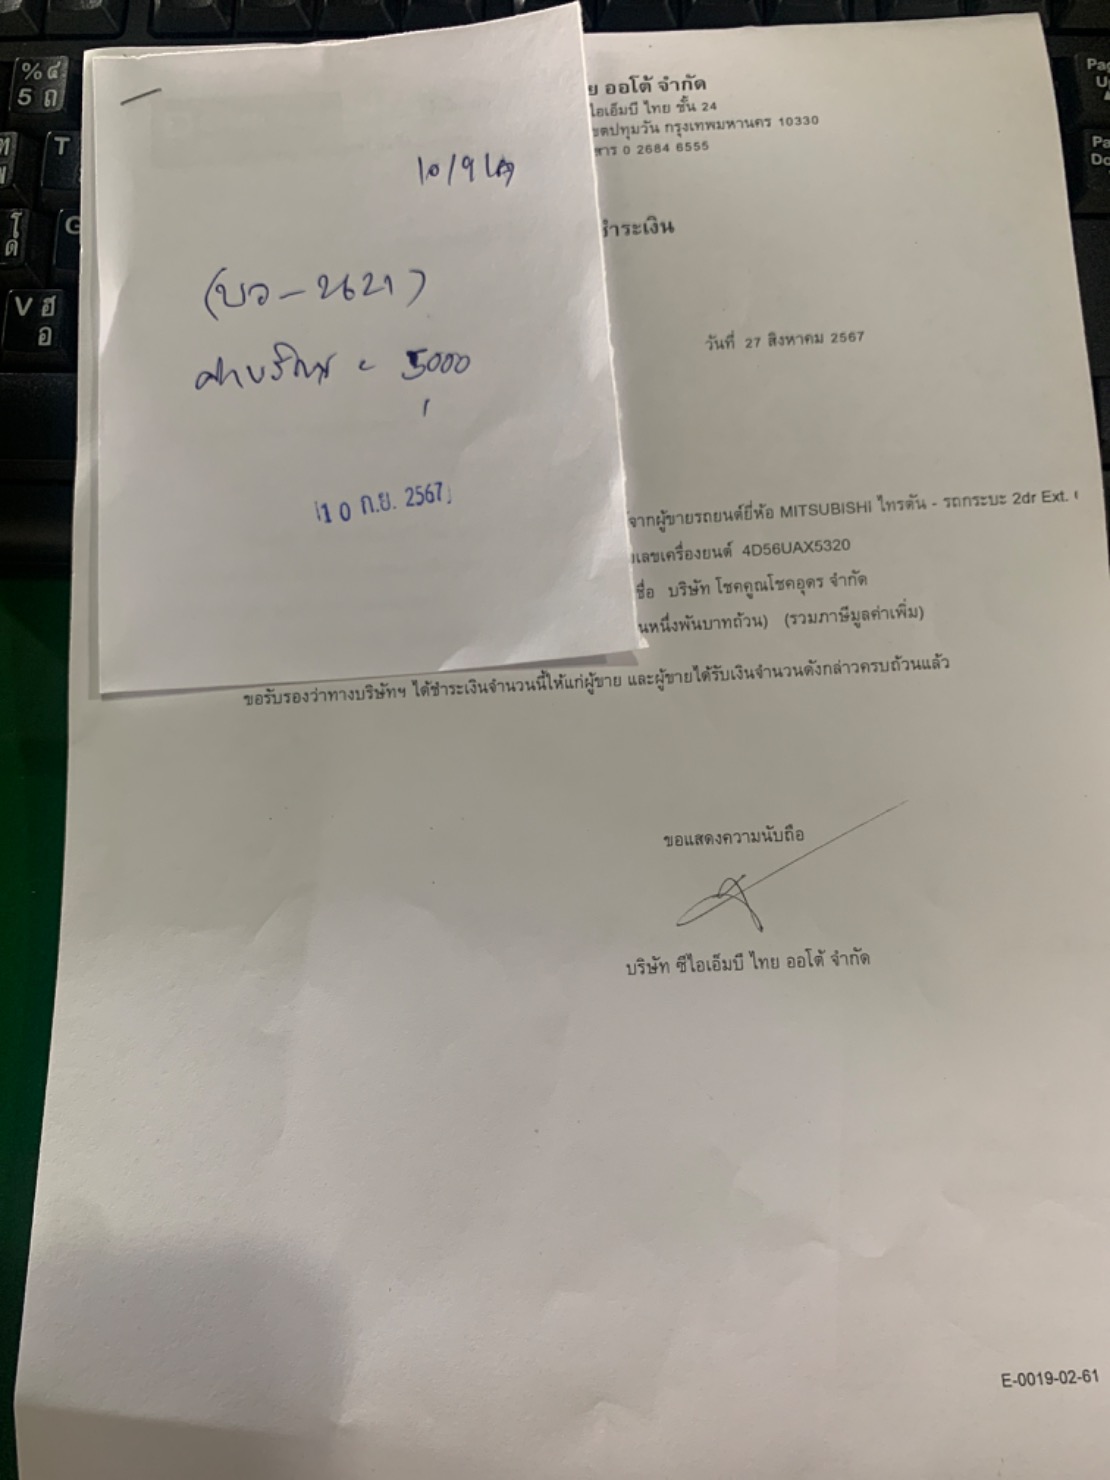 ย ออโต้ จำกัด
ไอเอ็มบี ไทย ชั้น 24
ขตปทุมวัน กรุงเทพมหานคร 10330
สาร 0 2684 6555
ชำระเงิน
วันที่ 27 สิงหาคม 2567
10/9/67
(บว-2621)
ค่าบริการ = 5000
10 ก.ย. 2567
จากผู้ขายรถยนต์ยี่ห้อ MITSUBISHI ไทรตัน - รถกระบะ 2dr Ext.
เลขเครื่องยนต์ 4D56UAX5320
ชื่อ บริษัท โชคคูณโชคอุดร จำกัด
นหนึ่งพันบาทถ้วน) (รวมภาษีมูลค่าเพิ่ม)
ขอรับรองว่าทางบริษัทฯ ได้ชำระเงินจำนวนนี้ให้แก่ผู้ขาย และผู้ขายได้รับเงินจำนวนดังกล่าวครบถ้วนแล้ว
ขอแสดงความนับถือ
บริษัท ซีไอเอ็มบี ไทย ออโต้ จำกัด
E-0019-02-61
% ๕
5 ถ
T
G
V ฮ
อ